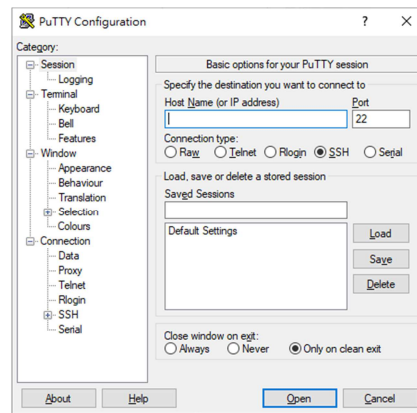 PuTTY Configuration
? ×
Category:
Session
Logging
Terminal
Keyboard
Bell
Features
Window
Appearance
Behaviour
Translation
Selection
Colours
Connection
Data
Proxy
Telnet
Rlogin
SSH
Serial
Basic options for your PuTTY session
Specify the destination you want to connect to
Host Name (or IP address) Port
22
Connection type:
Raw Telnet Rlogin SSH Serial
Load, save or delete a stored session
Saved Sessions
Default Settings
Load
Save
Delete
Close window on exit:
Always Never Only on clean exit
About Help Open Cancel